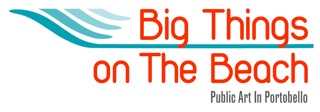 Big Things
on The Beach
Public Art In Portobello